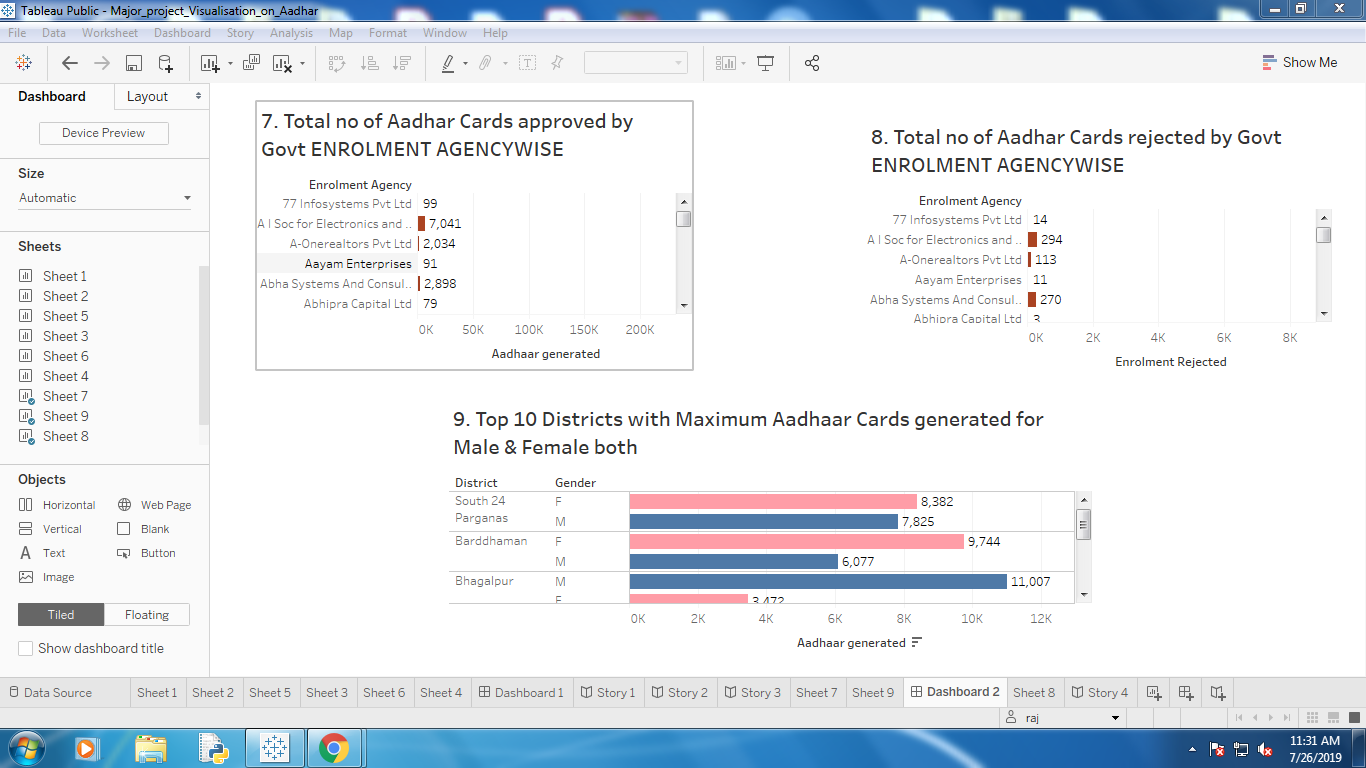 Tableau Public - Major_project_Visualisation_on_Aadhar
File Data Worksheet Dashboard Story Analysis Map Format Window Help
Show Me
Dashboard Layout
Device Preview
Size
Automatic
Sheets
Sheet 1
Sheet 2
Sheet 5
Sheet 3
Sheet 6
Sheet 4
Sheet 7
Sheet 9
Sheet 8
Objects
Horizontal Web Page
Vertical Blank
Text Button
Image
Tiled Floating
Show dashboard title
7. Total no of Aadhar Cards approved by
Govt ENROLMENT AGENCYWISE
Enrolment Agency
77 Infosystems Pvt Ltd 99
A I Soc for Electronics and .. 7,041
A-Onerealtors Pvt Ltd 2,034
Aayam Enterprises 91
Abha Systems And Consul.. 2,898
Abhipra Capital Ltd 79
0K 50K 100K 150K 200K
Aadhaar generated
8. Total no of Aadhar Cards rejected by Govt
ENROLMENT AGENCYWISE
Enrolment Agency
77 Infosystems Pvt Ltd 14
A I Soc for Electronics and .. 294
A-Onerealtors Pvt Ltd 113
Aayam Enterprises 11
Abha Systems And Consul.. 270
Abhipra Capital Ltd 3
0K 2K 4K 6K 8K
Enrolment Rejected
9. Top 10 Districts with Maximum Aadhaar Cards generated for
Male & Female both
District Gender
South 24 F 8,382
Parganas M 7,825
Barddhaman F 9,744
M 6,077
Bhagalpur M 11,007
F 3,472
0K 2K 4K 6K 8K 10K 12K
Aadhaar generated
Data Source Sheet 1 Sheet 2 Sheet 5 Sheet 3 Sheet 6 Sheet 4 Dashboard 1 Story 1 Story 2 Story 3 Sheet 7 Sheet 9 Dashboard 2 Sheet 8 Story 4
raj
11:31 AM
7/26/2019